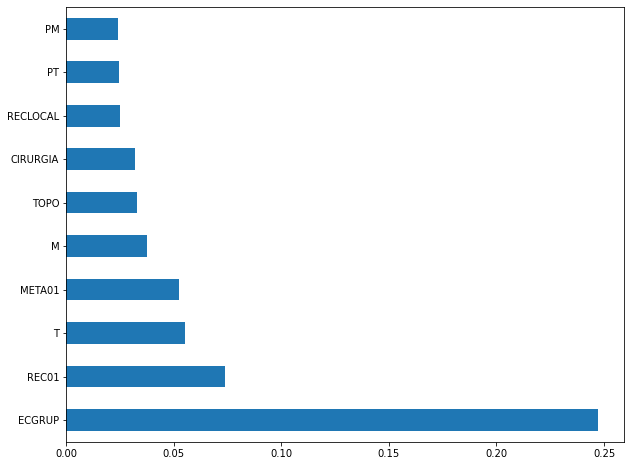 PM
PT
RECLOCAL
CIRURGIA
TOPO
M
META01
T
REC01
ECGRUP
0.00 0.05 0.10 0.15 0.20 0.25